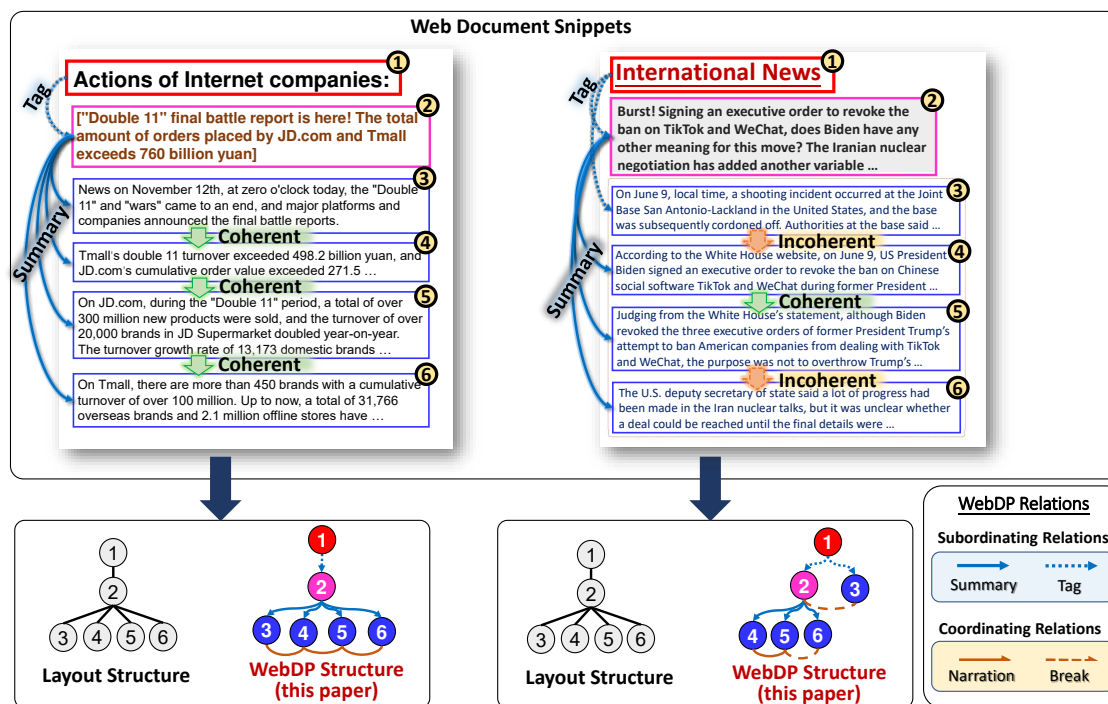 Web Document Snippets
Tag
Summary
1
Actions of Internet companies:
2
["Double 11" final battle report is here! The total
amount of orders placed by JD.com and Tmall
exceeds 760 billion yuan]
3
News on November 12th, at zero o'clock today, the "Double
11" and "wars" came to an end, and major platforms and
companies announced the final battle reports.
Coherent
4
Tmall's double 11 turnover exceeded 498.2 billion yuan, and
JD.com's cumulative order value exceeded 271.5 ...
Coherent
5
On JD.com, during the "Double 11" period, a total of over
300 million new products were sold, and the turnover of over
20,000 brands in JD Supermarket doubled year-on-year.
The turnover growth rate of 13,173 domestic brands ...
Coherent
6
On Tmall, there are more than 450 brands with a cumulative
turnover of over 100 million. Up to now, a total of 31,766
overseas brands and 2.1 million offline stores have ...
Tag
Summary
1
International News
2
Burst! Signing an executive order to revoke the
ban on TikTok and WeChat, does Biden have any
other meaning for this move? The Iranian nuclear
negotiation has added another variable ...
3
On June 9, local time, a shooting incident occurred at the Joint
Base San Antonio-Lackland in the United States, and the base
was subsequently cordoned off. Authorities at the base said ...
Incoherent
4
According to the White House website, on June 9, US President
Biden signed an executive order to revoke the ban on Chinese
social software TikTok and WeChat during former President ...
Coherent
5
Judging from the White House's statement, although Biden
revoked the three executive orders of former President Trump's
attempt to ban American companies from dealing with TikTok
and WeChat, the purpose was not to overthrow Trump's ...
Incoherent
6
The U.S. deputy secretary of state said a lot of progress had
been made in the Iran nuclear talks, but it was unclear whether
a deal could be reached until the final details were ...
1
2
3 4 5 6
Layout Structure
1
2
3 4 5 6
WebDP Structure
(this paper)
1
2
3 4 5 6
Layout Structure
1
2 3
4 5 6
WebDP Structure
(this paper)
WebDP Relations
Subordinating Relations
Summary Tag
Coordinating Relations
Narration Break